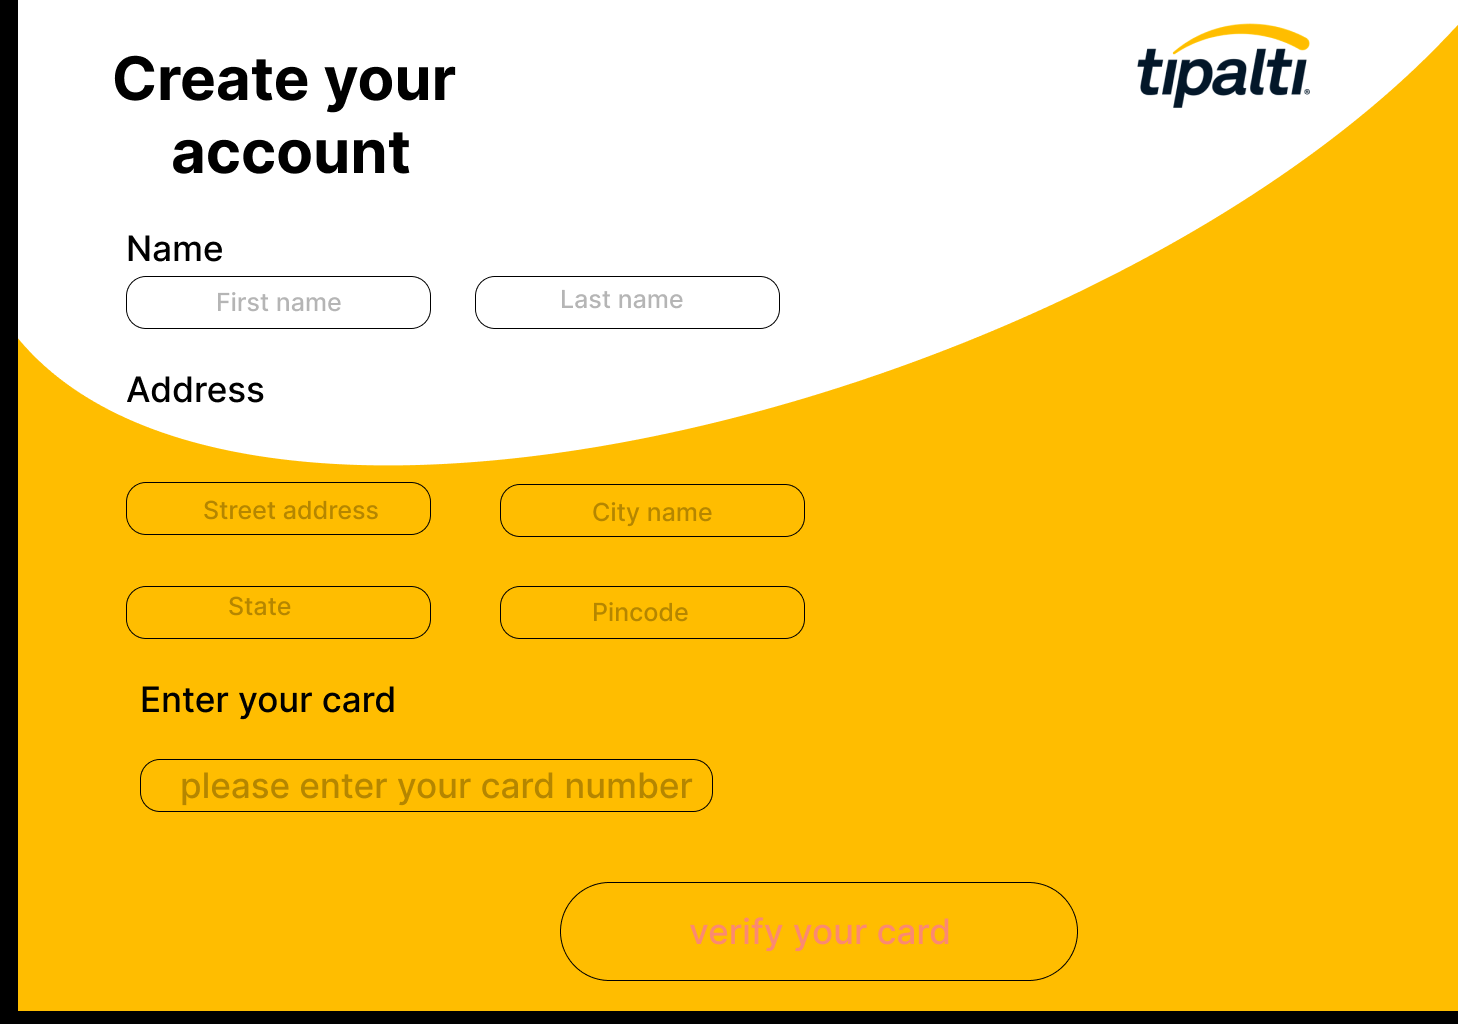 Create your
account
tipalti®
Name
First name
Last name
Address
Street address
City name
State
Pincode
Enter your card
please enter your card number
verify your card